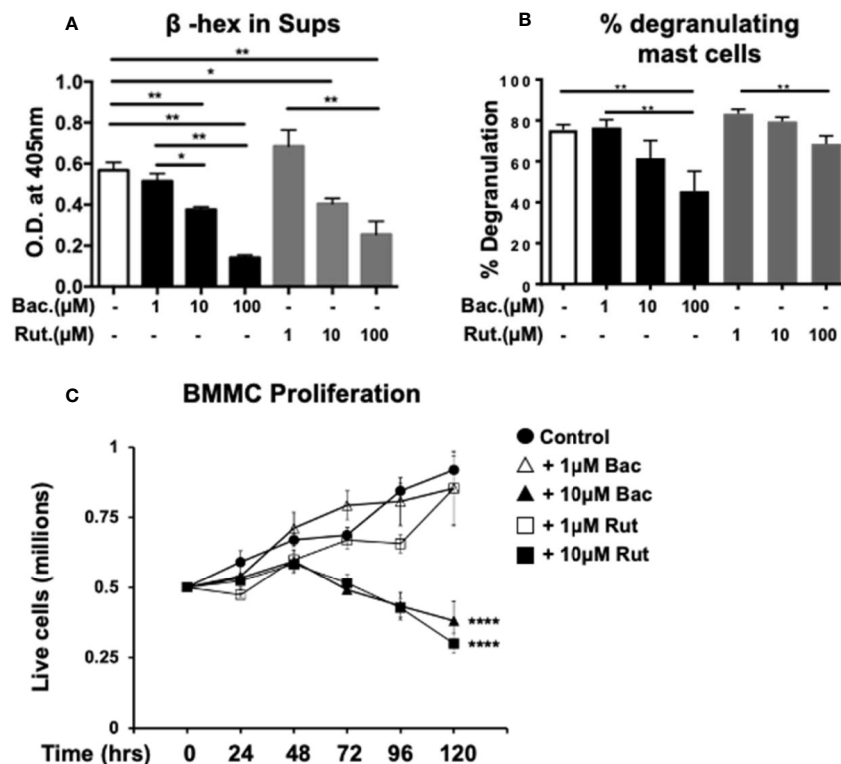 A
β -hex in Sups
**
*
**
**
**
**
*
1.0
0.8
0.6
0.4
0.2
0.0
O.D. at 405nm
Bac.(µM) - 1 10 100 - - -
Rut.(µM) - - - - 1 10 100
B
% degranulating
mast cells
**
**
**
100
80
60
40
20
0
% Degranulation
Bac.(µM) - 1 10 100 - - -
Rut.(µM) - - - - 1 10 100
C
BMMC Proliferation
1
0.75
0.5
0.25
0
Live cells (millions)
****
****
Time (hrs) 0 24 48 72 96 120
Control
+ 1µM Bac
+ 10µM Bac
+ 1µM Rut
+ 10µM Rut